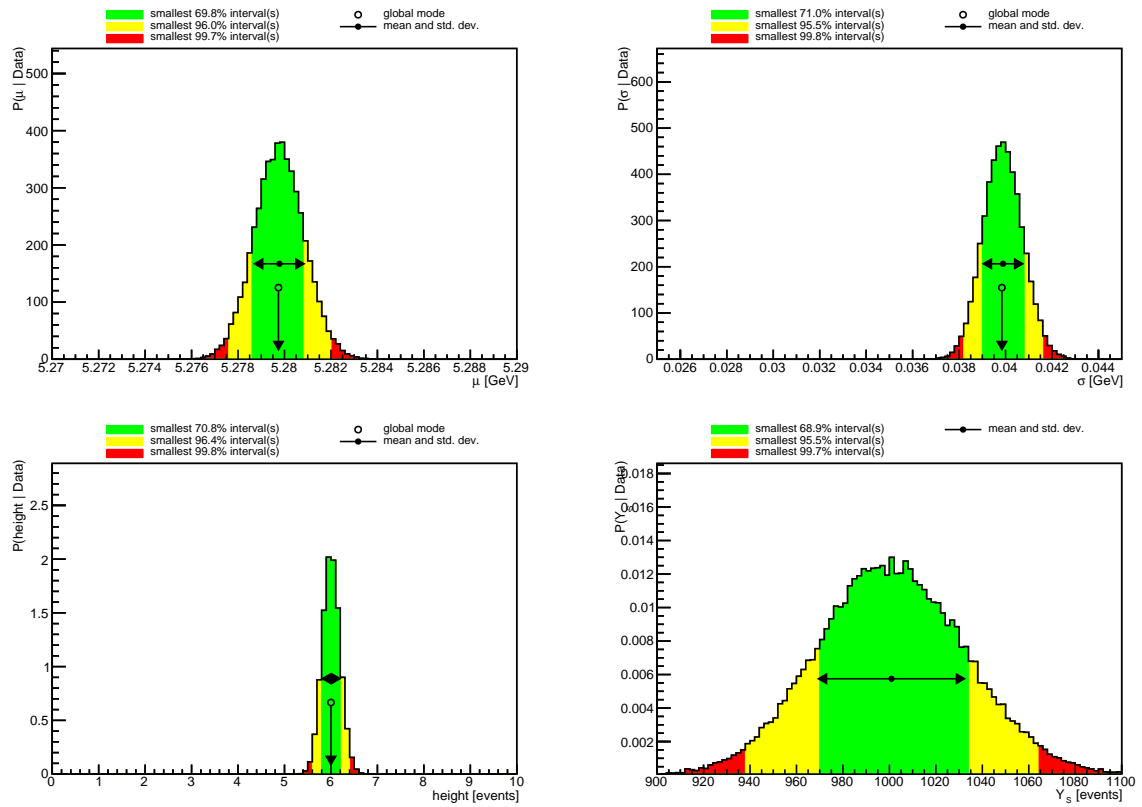 smallest 69.8% interval(s)
smallest 96.0% interval(s)
smallest 99.7% interval(s)
global mode
mean and std. dev.
P(μ | Data)
500
400
300
200
100
0
5.27 5.272 5.274 5.276 5.278 5.28 5.282 5.284 5.286 5.288 5.29
μ [GeV]
smallest 71.0% interval(s)
smallest 95.5% interval(s)
smallest 99.8% interval(s)
global mode
mean and std. dev.
P(σ | Data)
600
500
400
300
200
100
0
0.026 0.028 0.03 0.032 0.034 0.036 0.038 0.04 0.042 0.044
σ [GeV]
smallest 70.8% interval(s)
smallest 96.4% interval(s)
smallest 99.8% interval(s)
global mode
mean and std. dev.
P(height | Data)
2.5
2
1.5
1
0.5
0
0 1 2 3 4 5 6 7 8 9 10
height [events]
smallest 68.9% interval(s)
smallest 95.5% interval(s)
smallest 99.7% interval(s)
mean and std. dev.
P(Y_S | Data)
0.018
0.016
0.014
0.012
0.01
0.008
0.006
0.004
0.002
900 920 940 960 980 1000 1020 1040 1060 1080 1100
Y_S [events]